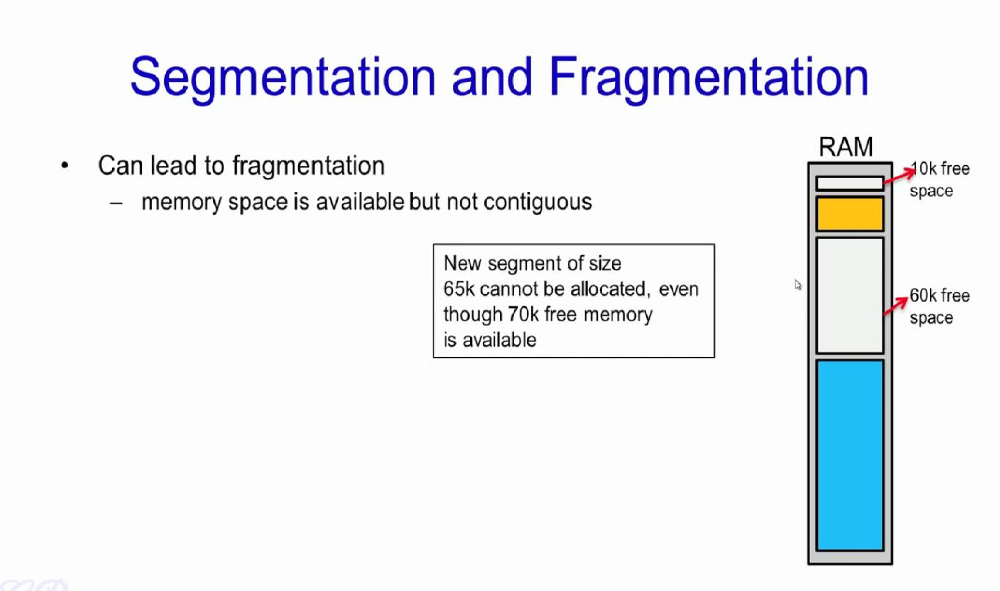 Segmentation and Fragmentation
• Can lead to fragmentation
– memory space is available but not contiguous
New segment of size
65k cannot be allocated, even
though 70k free memory
is available
RAM
10k free
space
60k free
space